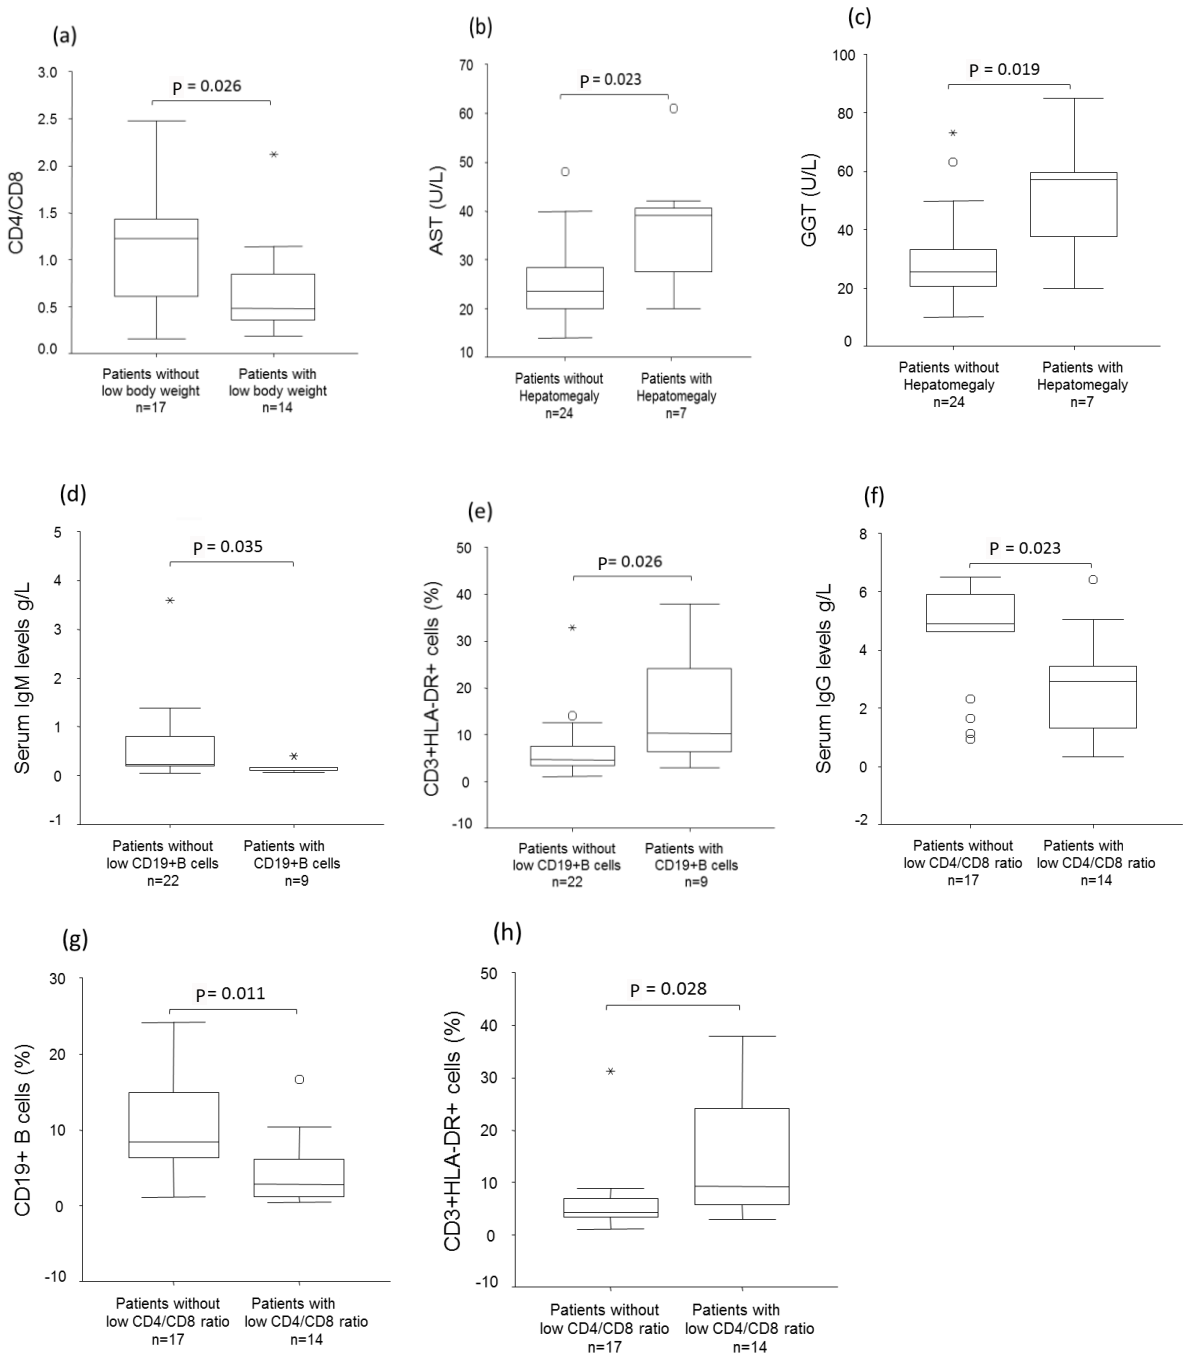 (a)
P = 0.026
CD4/CD8
3.0
2.5
2.0
1.5
1.0
0.5
0.0
*
Patients without
low body weight
n=17
Patients with
low body weight
n=14
(b)
P = 0.023
AST (U/L)
70
60
50
40
30
20
10
Patients without
Hepatomegaly
n=24
Patients with
Hepatomegaly
n=7
(c)
P = 0.019
GGT (U/L)
100
80
60
40
20
0
*
Patients without
Hepatomegaly
n=24
Patients with
Hepatomegaly
n=7
(d)
P = 0.035
Serum IgM levels g/L
5
4
3
2
1
0
-1
*
*
Patients without
low CD19+B cells
n=22
Patients with
CD19+B cells
n=9
(e)
P= 0.026
CD3+HLA-DR+ cells (%)
50
40
30
20
10
0
-10
*
Patients without
low CD19+B cells
n=22
Patients with
CD19+B cells
n=9
(f)
P = 0.023
Serum IgG levels g/L
8
6
4
2
0
-2
Patients without
low CD4/CD8 ratio
n=17
Patients with
low CD4/CD8 ratio
n=14
(g)
P= 0.011
CD19+ B cells (%)
30
20
10
0
-10
Patients without
low CD4/CD8 ratio
n=17
Patients with
low CD4/CD8 ratio
n=14
(h)
P = 0.028
CD3+HLA-DR+ cells (%)
50
40
30
20
10
0
-10
*
Patients without
low CD4/CD8 ratio
n=17
Patients with
low CD4/CD8 ratio
n=14